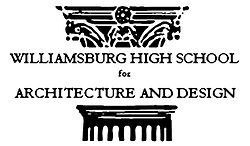 WILLIAMSBURG HIGH SCHOOL
for
ARCHITECTURE AND DESIGN